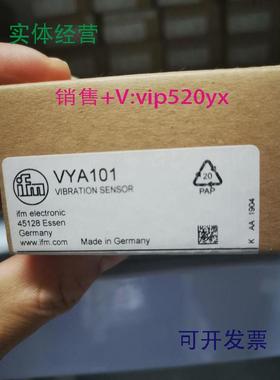 实体经营
销售+V:vip520yx
ifm
VYA101
VIBRATION SENSOR
ifm electronic
45128 Essen
Germany
www.ifm.com
Made in Germany
20
PAP
K AA 1904
可开发票